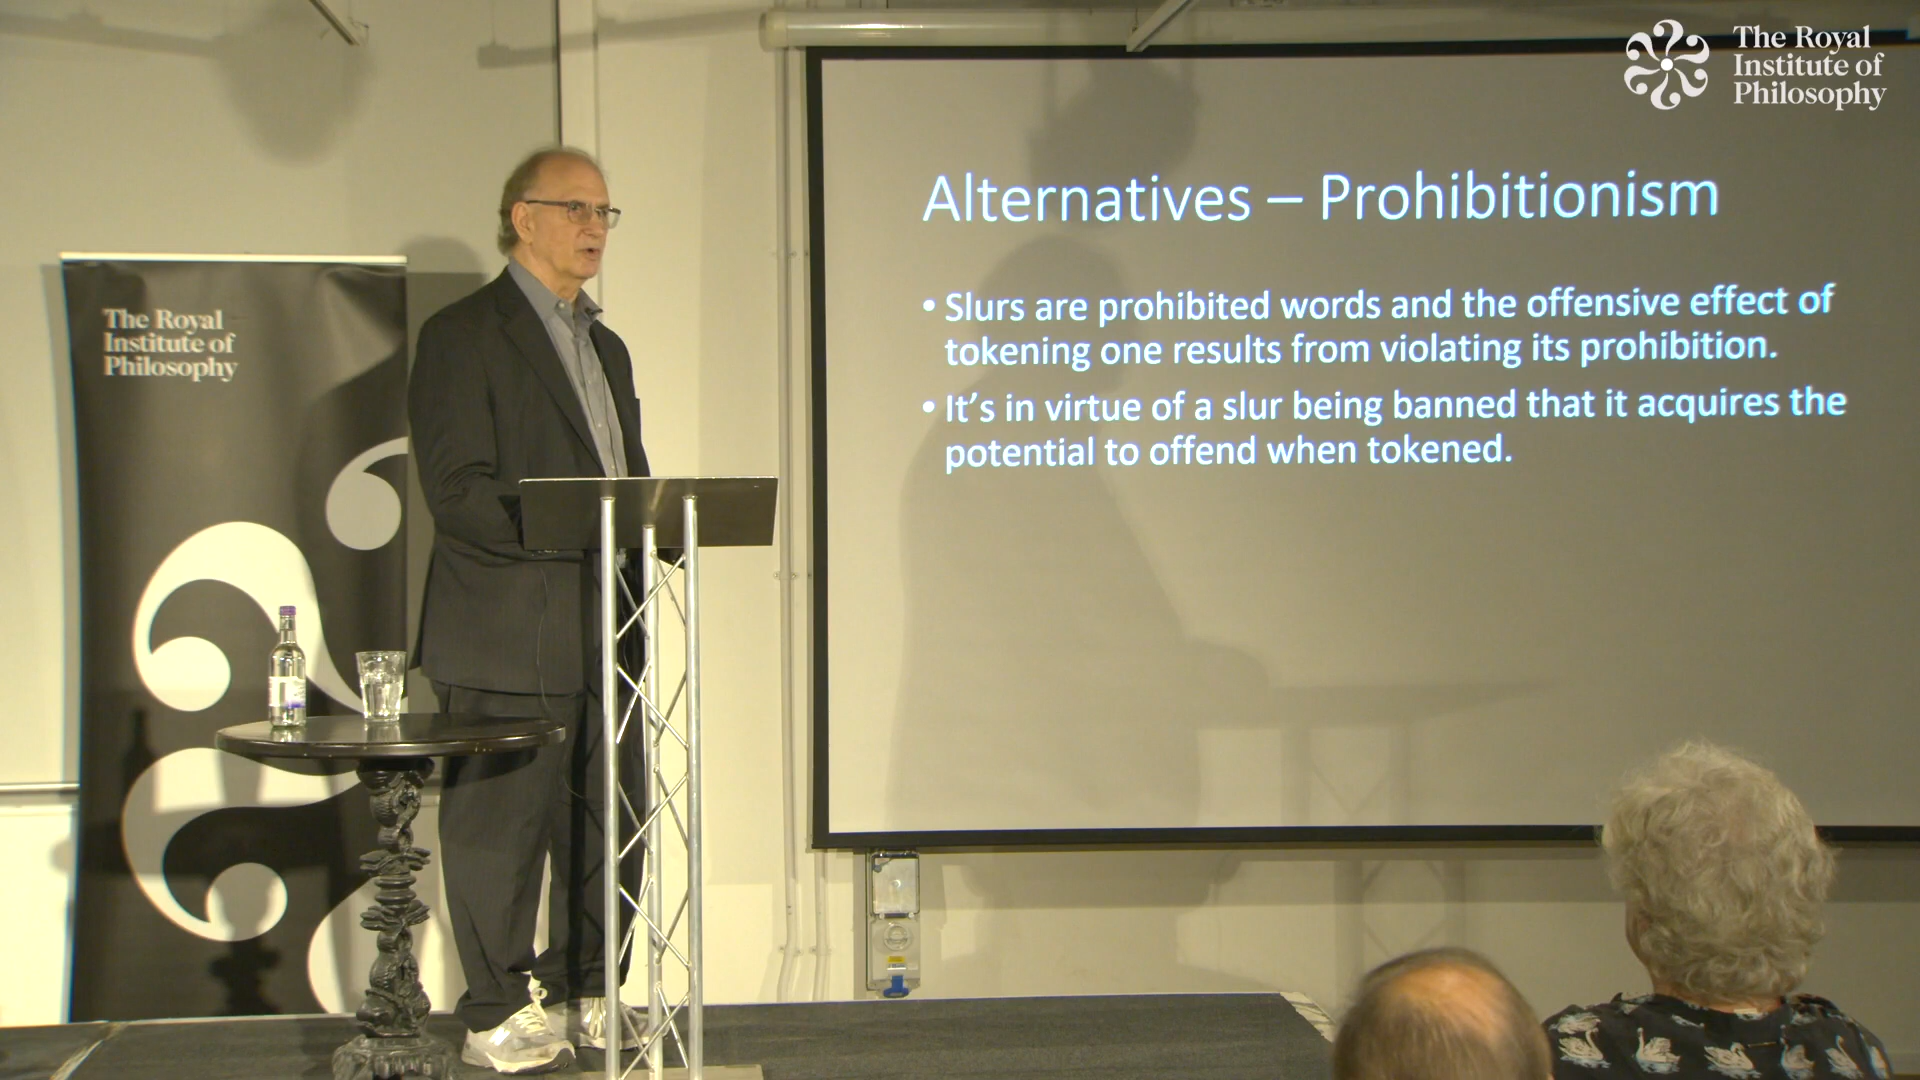 The Royal
Institute of
Philosophy
The Royal
Institute of
Philosophy
Alternatives – Prohibitionism
• Slurs are prohibited words and the offensive effect of
tokening one results from violating its prohibition.
• It’s in virtue of a slur being banned that it acquires the
potential to offend when tokened.